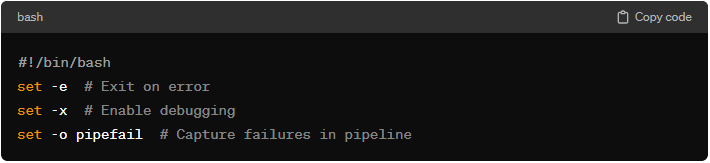 bash
Copy code
#!/bin/bash
set -e  # Exit on error
set -x  # Enable debugging
set -o pipefail  # Capture failures in pipeline